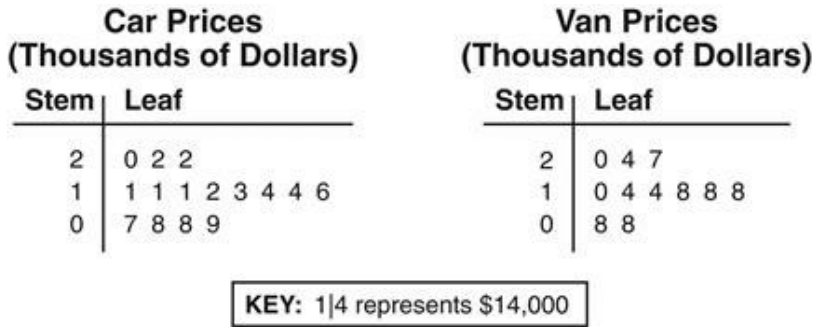 Car Prices
(Thousands of Dollars)
Stem Leaf
2 0 2 2
1 1 1 1 2 3 4 4 6
0 7 8 8 9
Van Prices
(Thousands of Dollars)
Stem Leaf
2 0 4 7
1 0 4 4 8 8 8
0 8 8
KEY: 1|4 represents $14,000